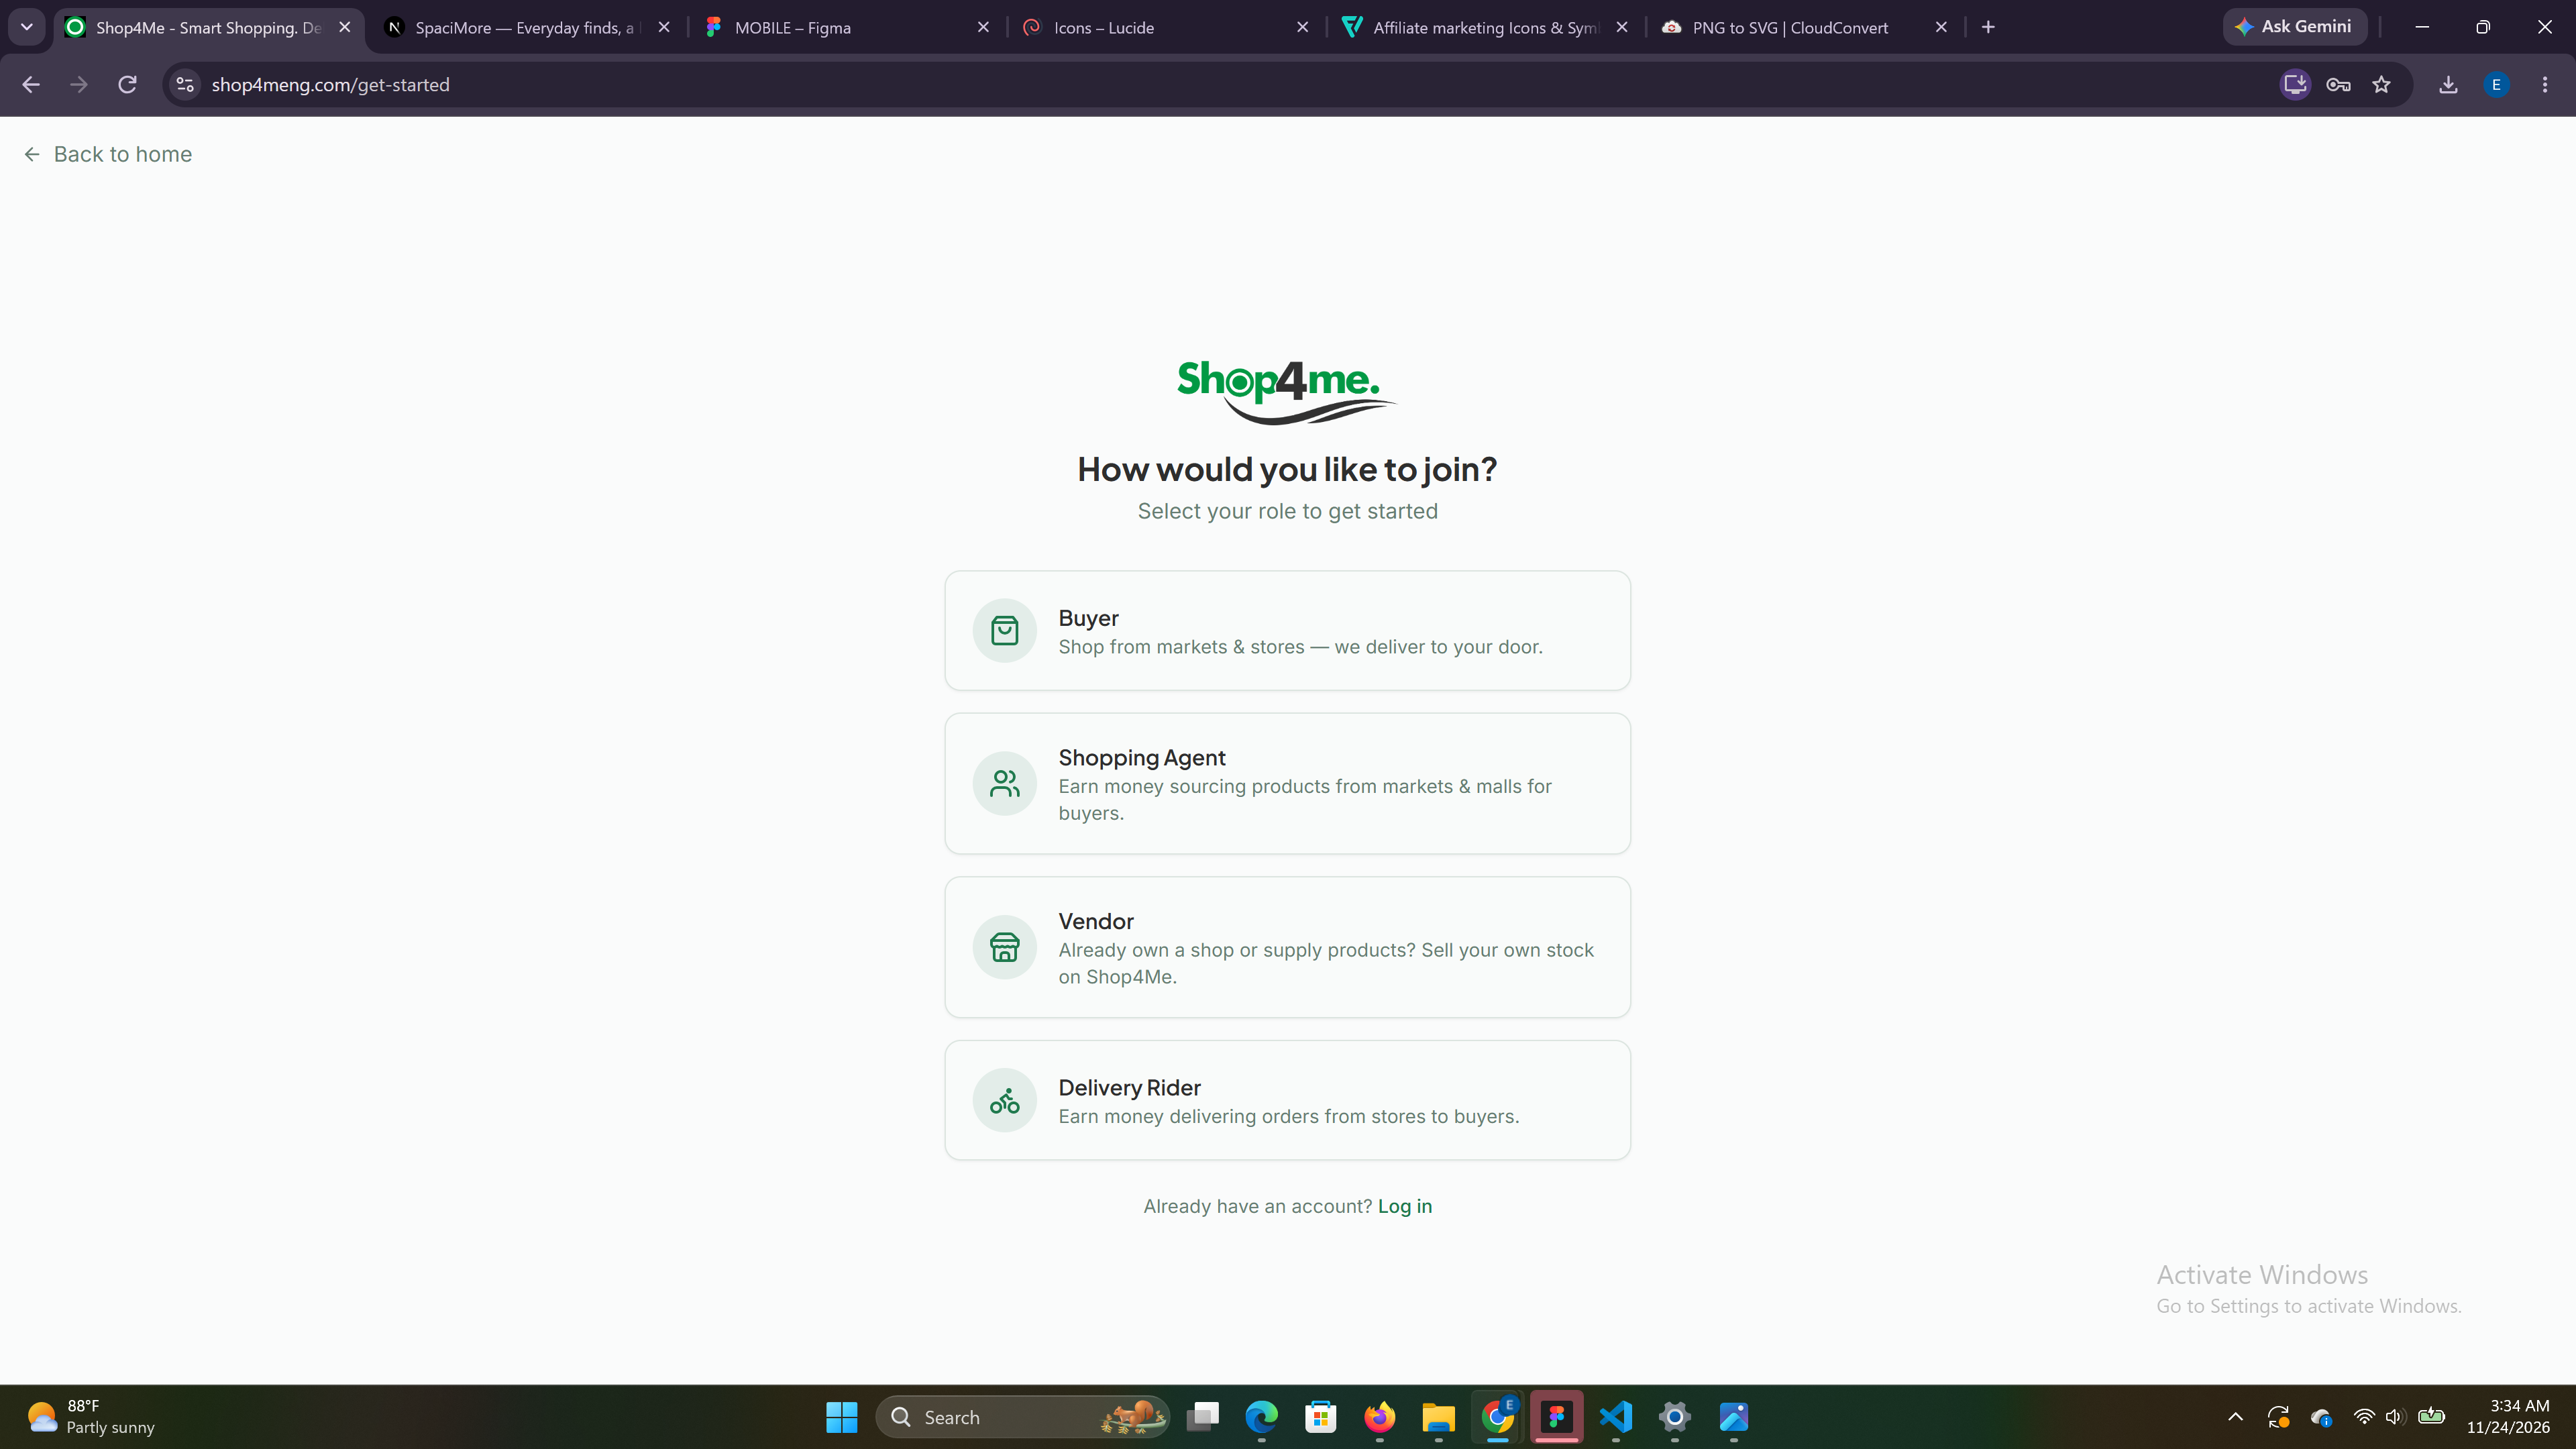 Shop4Me - Smart Shopping. De
SpaciMore — Everyday finds, a
MOBILE – Figma
Icons – Lucide
Affiliate marketing Icons & Sym
PNG to SVG | CloudConvert
Ask Gemini
shop4meng.com/get-started
E
Back to home
Shop4me.
How would you like to join?
Select your role to get started
Buyer
Shop from markets & stores — we deliver to your door.
Shopping Agent
Earn money sourcing products from markets & malls for
buyers.
Vendor
Already own a shop or supply products? Sell your own stock
on Shop4Me.
Delivery Rider
Earn money delivering orders from stores to buyers.
Already have an account? Log in
Activate Windows
Go to Settings to activate Windows.
88°F
Partly sunny
Search
E
3:34 AM
11/24/2026